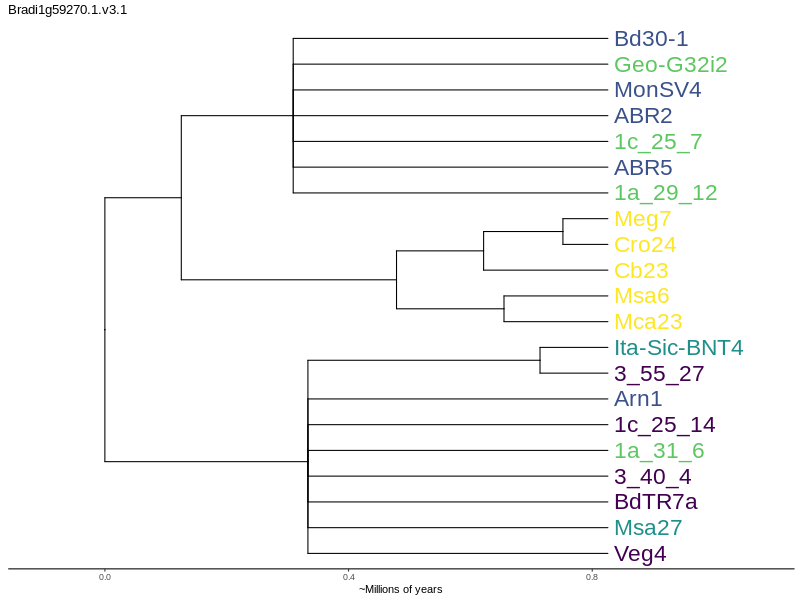 Bradi1g59270.1.v3.1
Bd30-1
Geo-G32i2
MonSV4
ABR2
1c_25_7
ABR5
1a_29_12
Meg7
Cro24
Cb23
Msa6
Mca23
Ita-Sic-BNT4
3_55_27
Arn1
1c_25_14
1a_31_6
3_40_4
BdTR7a
Msa27
Veg4
0.0 0.4 0.8
~Millions of years